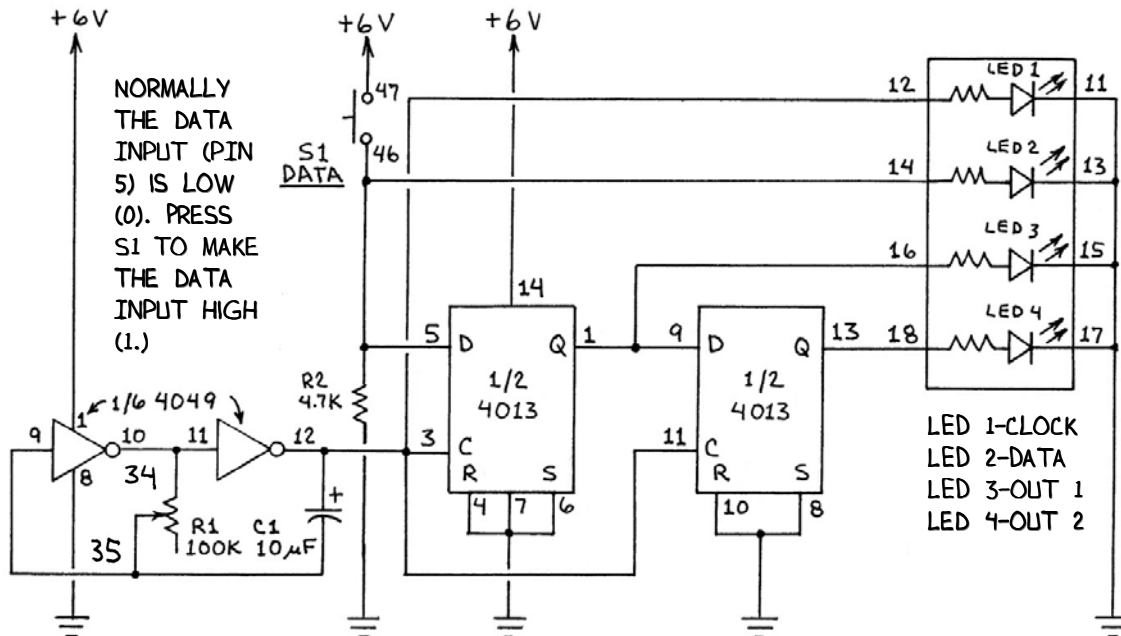 +6V
+6V
+6V
NORMALLY
THE DATA
INPUT (PIN
5) IS LOW
(0). PRESS
S1 TO MAKE
THE DATA
INPUT HIGH
(1.)
47
46
S1
DATA
12
LED 1
11
14
LED 2
13
16
LED 3
15
18
LED 4
17
14
5
D
Q
1
1/2
4013
3
C
R
S
4
7
6
9
D
Q
13
1/2
4013
11
C
R
S
10
8
R2
4.7K
1/6 4049
9
1
10
11
12
8
34
35
R1
100K
C1
10µF
+
LED 1-CLOCK
LED 2-DATA
LED 3-OUT 1
LED 4-OUT 2